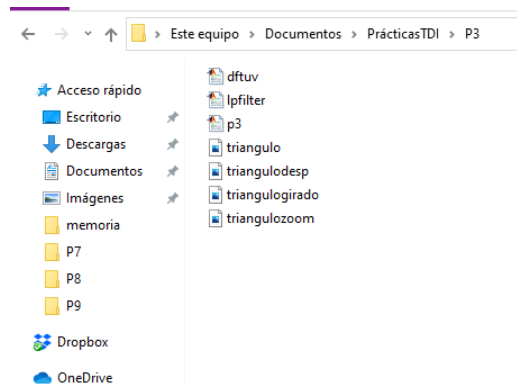 Este equipo > Documentos > PrácticasTDI > P3
Acceso rápido
Escritorio
Descargas
Documentos
Imágenes
memoria
P7
P8
P9
Dropbox
OneDrive
dftuv
lpfilter
p3
triangulo
triangulodesp
triangulogirado
triangulozoom